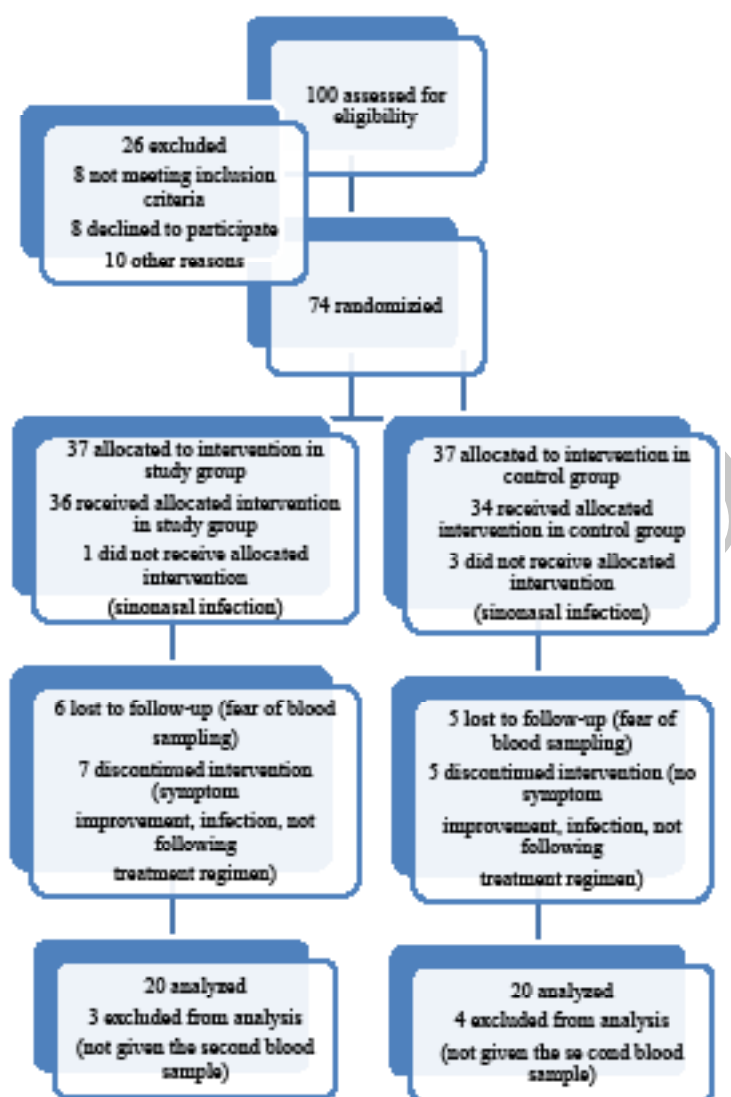 100 assessed for
eligibility
26 excluded
8 not meeting inclusion
criteria
8 declined to participate
10 other reasons
74 randomizied
37 allocated to intervention in
study group
36 received allocated intervention
in study group
1 did not receive allocated
intervention
(sinonasal infection)
37 allocated to intervention in
control group
34 received allocated
intervention in control group
3 did not receive allocated
intervention
(sinonasal infection)
6 lost to follow-up (fear of blood
sampling)
7 discontinued intervention
(symptom
improvement, infection, not
following
treatment regimen)
5 lost to follow-up (fear of
blood sampling)
5 discontinued intervention (no
symptom
improvement, infection, not
following
treatment regimen)
20 analyzed
3 excluded from analysis
(not given the second blood
sample)
20 analyzed
4 excluded from analysis
(not given the se cond blood
sample)